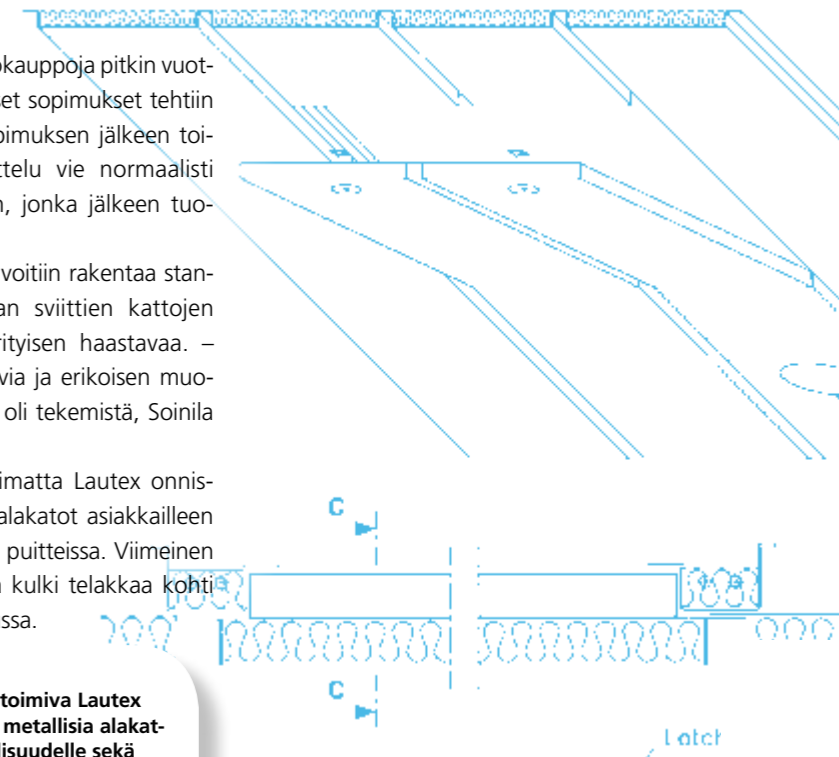 okauppoja pitkin vuot-
set sopimukset tehtiin
pimuksen jälkeen toi-
ttelu vie normaalisti
n, jonka jälkeen tuo-
voitiin rakentaa stan-
an sviittien kattojen
rityisen haastavaa. –
via ja erikoisen muo-
oli tekemistä, Soinila
imatta Lautex onnis-
alakatot asiakkailleen
puitteissa. Viimeinen
kulki telakkaa kohti
ssa.
toimiva Lautex
metallisia alakat-
lisuudelle sekä
C
C
Latch